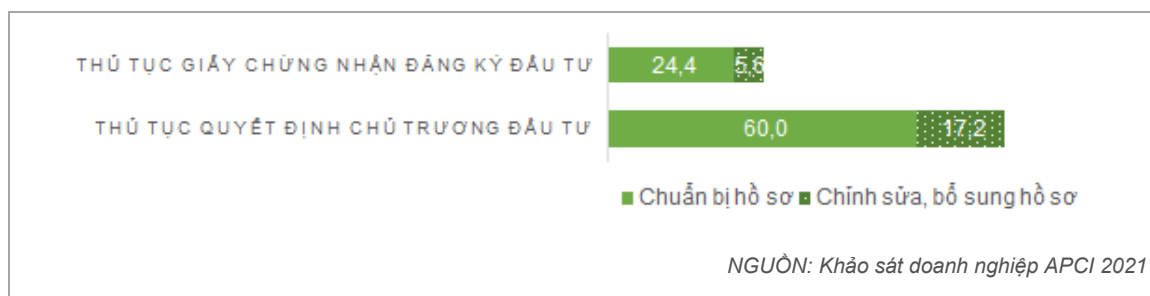 THỦ TỤC GIẤY CHỨNG NHẬN ĐĂNG KÝ ĐẦU TƯ
24,4 5,6
THỦ TỤC QUYẾT ĐỊNH CHỦ TRƯƠNG ĐẦU TƯ
60,0 17,2
Chuẩn bị hồ sơ Chỉnh sửa, bổ sung hồ sơ
NGUỒN: Khảo sát doanh nghiệp APCI 2021